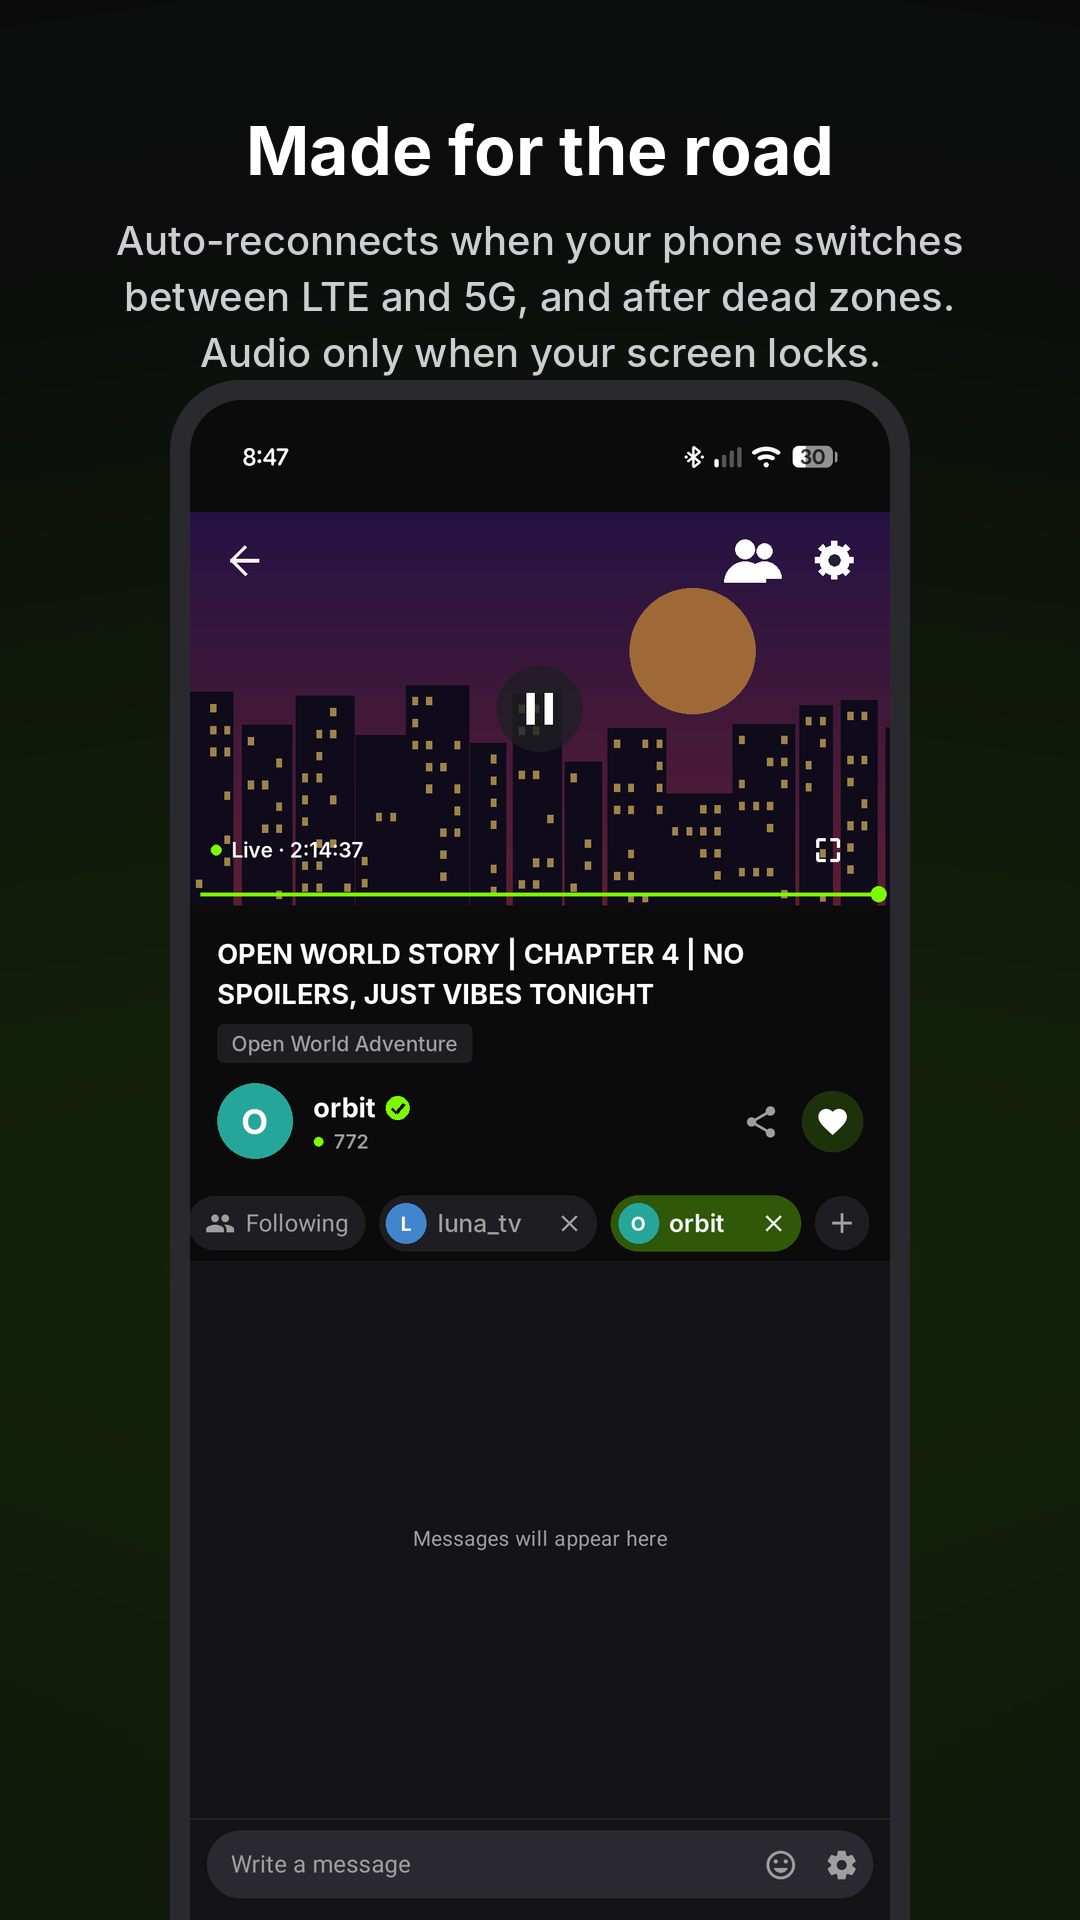 Made for the road
Auto-reconnects when your phone switches
between LTE and 5G, and after dead zones.
Audio only when your screen locks.
8:47
30
Live · 2:14:37
OPEN WORLD STORY | CHAPTER 4 | NO
SPOILERS, JUST VIBES TONIGHT
Open World Adventure
O
orbit
772
Following
L
luna_tv
O
orbit
Messages will appear here
Write a message